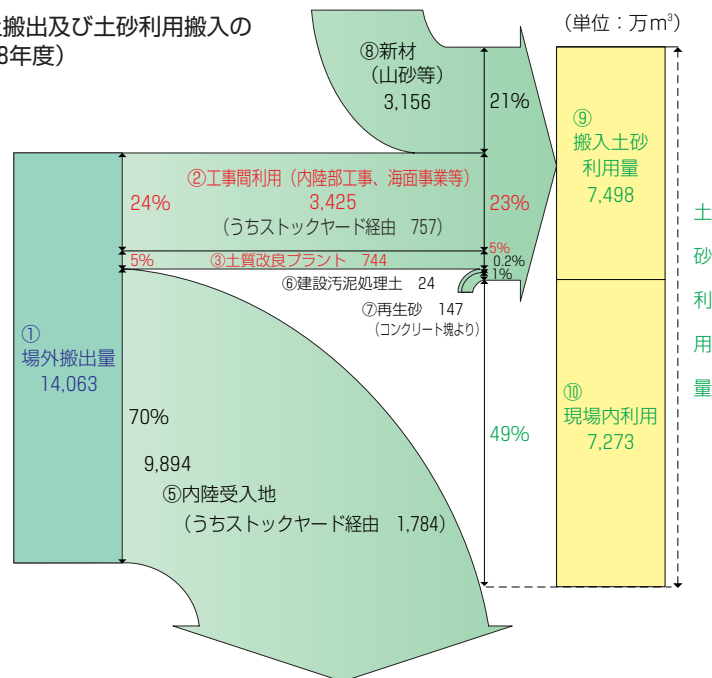 土搬出及び土砂利用搬入の
8年度）
（単位：万m³）
⑧新材
（山砂等）
3,156
21%
⑨
搬入土砂
利用量
7,498
②工事間利用（内陸部工事、海面事業等）
3,425
（うちストックヤード経由 757）
24%
23%
5%
③土質改良プラント 744
5%
0.2%
1%
⑥建設汚泥処理土 24
⑦再生砂 147
（コンクリート塊より）
①
場外搬出量
14,063
70%
9,894
⑤内陸受入地
（うちストックヤード経由 1,784）
49%
⑩
現場内利用
7,273
土砂利用量